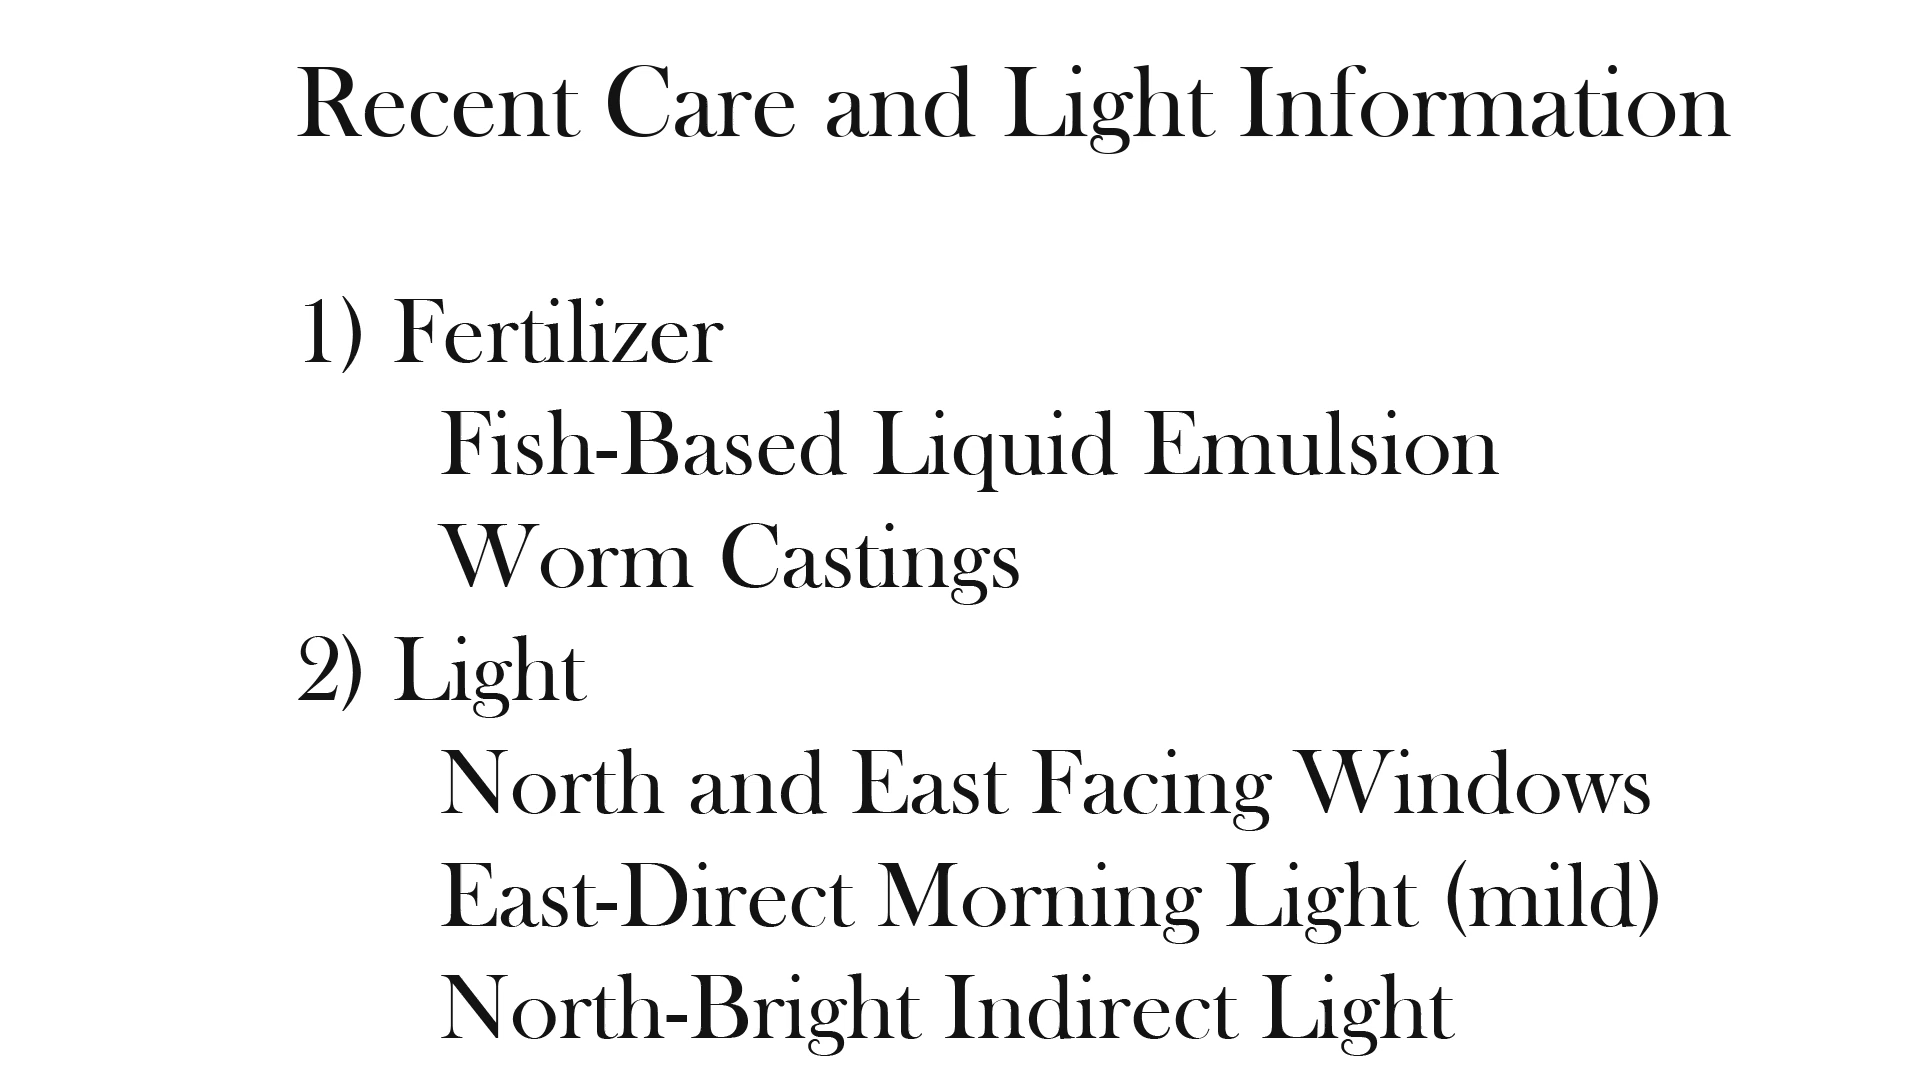 Recent Care and Light Information
1) Fertilizer
Fish-Based Liquid Emulsion
Worm Castings
2) Light
North and East Facing Windows
East-Direct Morning Light (mild)
North-Bright Indirect Light